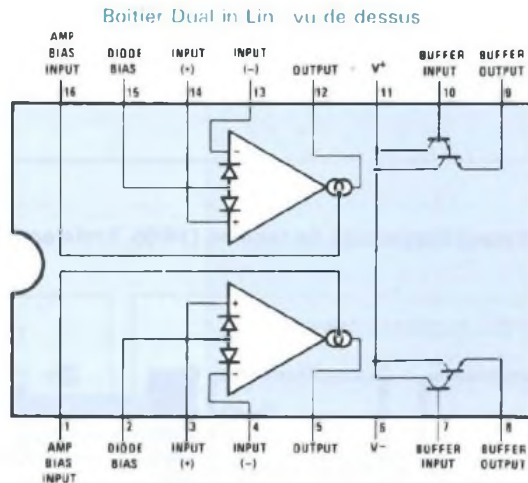 Boitier Dual in Lin vu de dessus
AMP BIAS INPUT
DIODE BIAS
INPUT (+)
INPUT (−)
OUTPUT
V+
BUFFER INPUT
BUFFER OUTPUT
16 15 14 13 12 11 10 9
−
+
+
−
1 2 3 4 5 6 7 8
AMP BIAS INPUT
DIODE BIAS
INPUT (+)
INPUT (−)
OUTPUT
V−
BUFFER INPUT
BUFFER OUTPUT